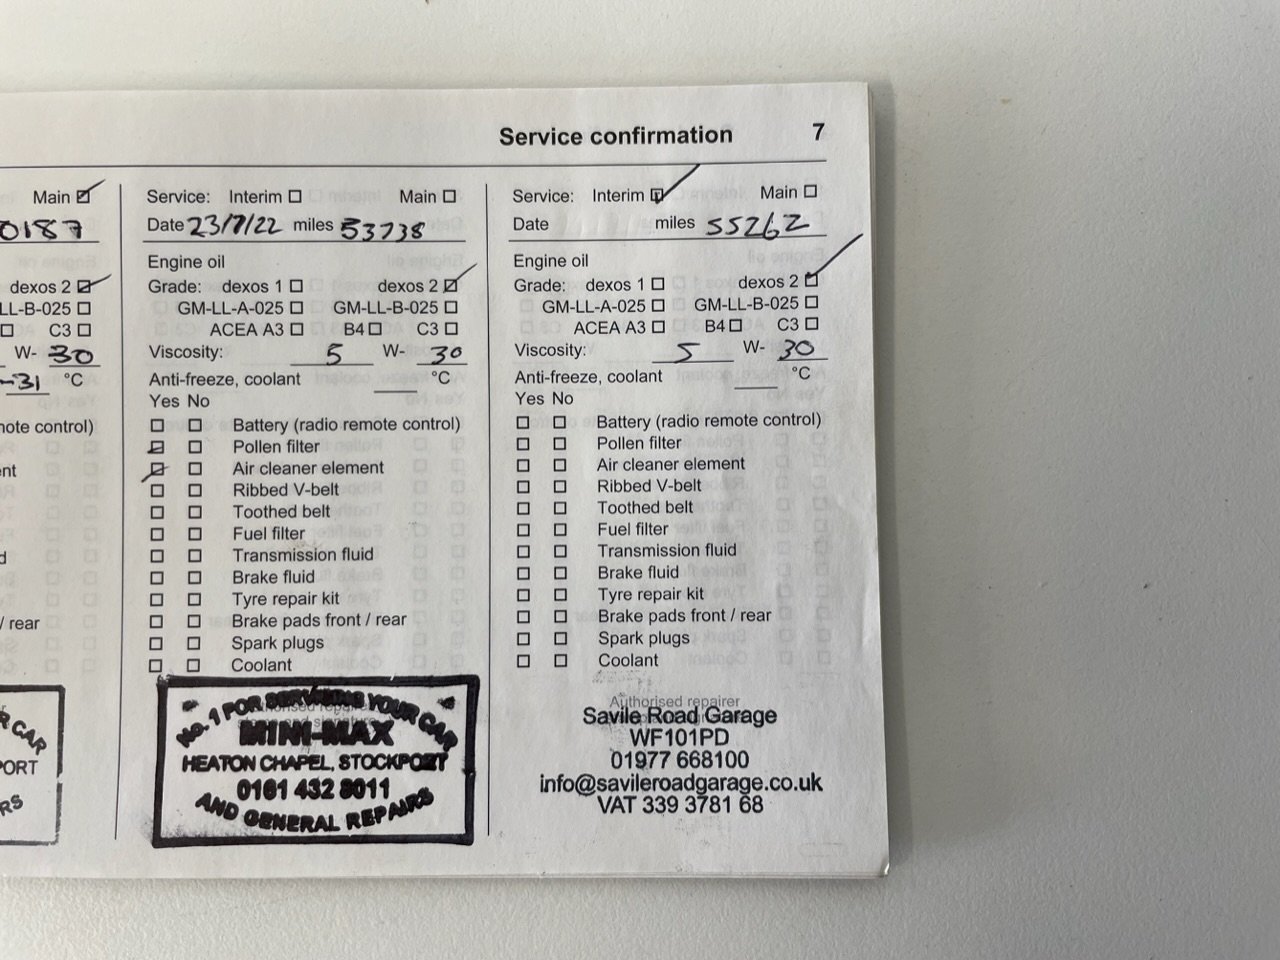 Service confirmation 7
Main
0187
dexos 2
LL-B-025
C3
W- 30
-31 °C
ote control)
nt
d
/ rear
R CAR
PORT
RS
Service: Interim Main
Date 23/7/22 miles 53738
Engine oil
Grade: dexos 1 dexos 2
GM-LL-A-025 GM-LL-B-025
ACEA A3 B4 C3
Viscosity: 5 W- 30
Anti-freeze, coolant °C
Yes No
Battery (radio remote control)
Pollen filter
Air cleaner element
Ribbed V-belt
Toothed belt
Fuel filter
Transmission fluid
Brake fluid
Tyre repair kit
Brake pads front / rear
Spark plugs
Coolant
No. 1 FOR SERVICING YOUR CAR
MINI-MAX
HEATON CHAPEL, STOCKPORT
0161 432 8011
AND GENERAL REPAIRS
Service: Interim Main
Date miles 55262
Engine oil
Grade: dexos 1 dexos 2
GM-LL-A-025 GM-LL-B-025
ACEA A3 B4 C3
Viscosity: 5 W- 30
Anti-freeze, coolant °C
Yes No
Battery (radio remote control)
Pollen filter
Air cleaner element
Ribbed V-belt
Toothed belt
Fuel filter
Transmission fluid
Brake fluid
Tyre repair kit
Brake pads front / rear
Spark plugs
Coolant
Authorised repairer
Savile Road Garage
WF101PD
01977 668100
info@savileroadgarage.co.uk
VAT 339 3781 68